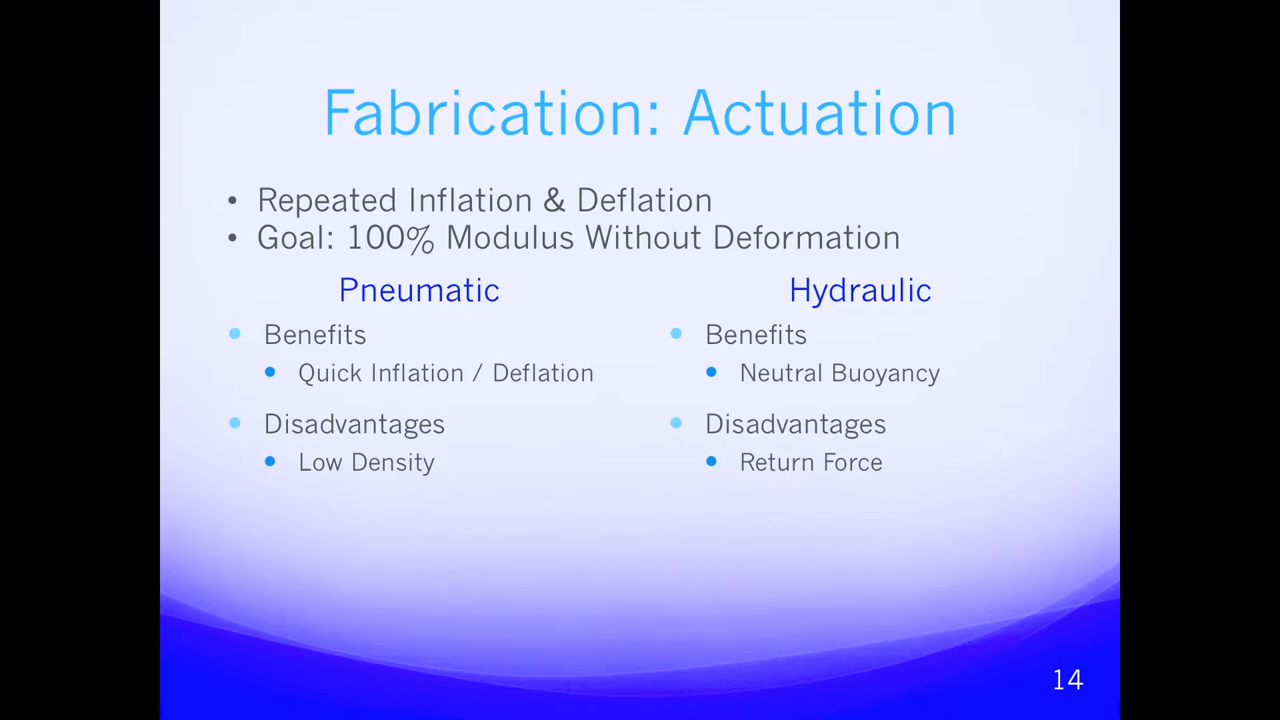 Fabrication: Actuation
• Repeated Inflation & Deflation
• Goal: 100% Modulus Without Deformation
Pneumatic
• Benefits
• Quick Inflation / Deflation
• Disadvantages
• Low Density
Hydraulic
• Benefits
• Neutral Buoyancy
• Disadvantages
• Return Force
14